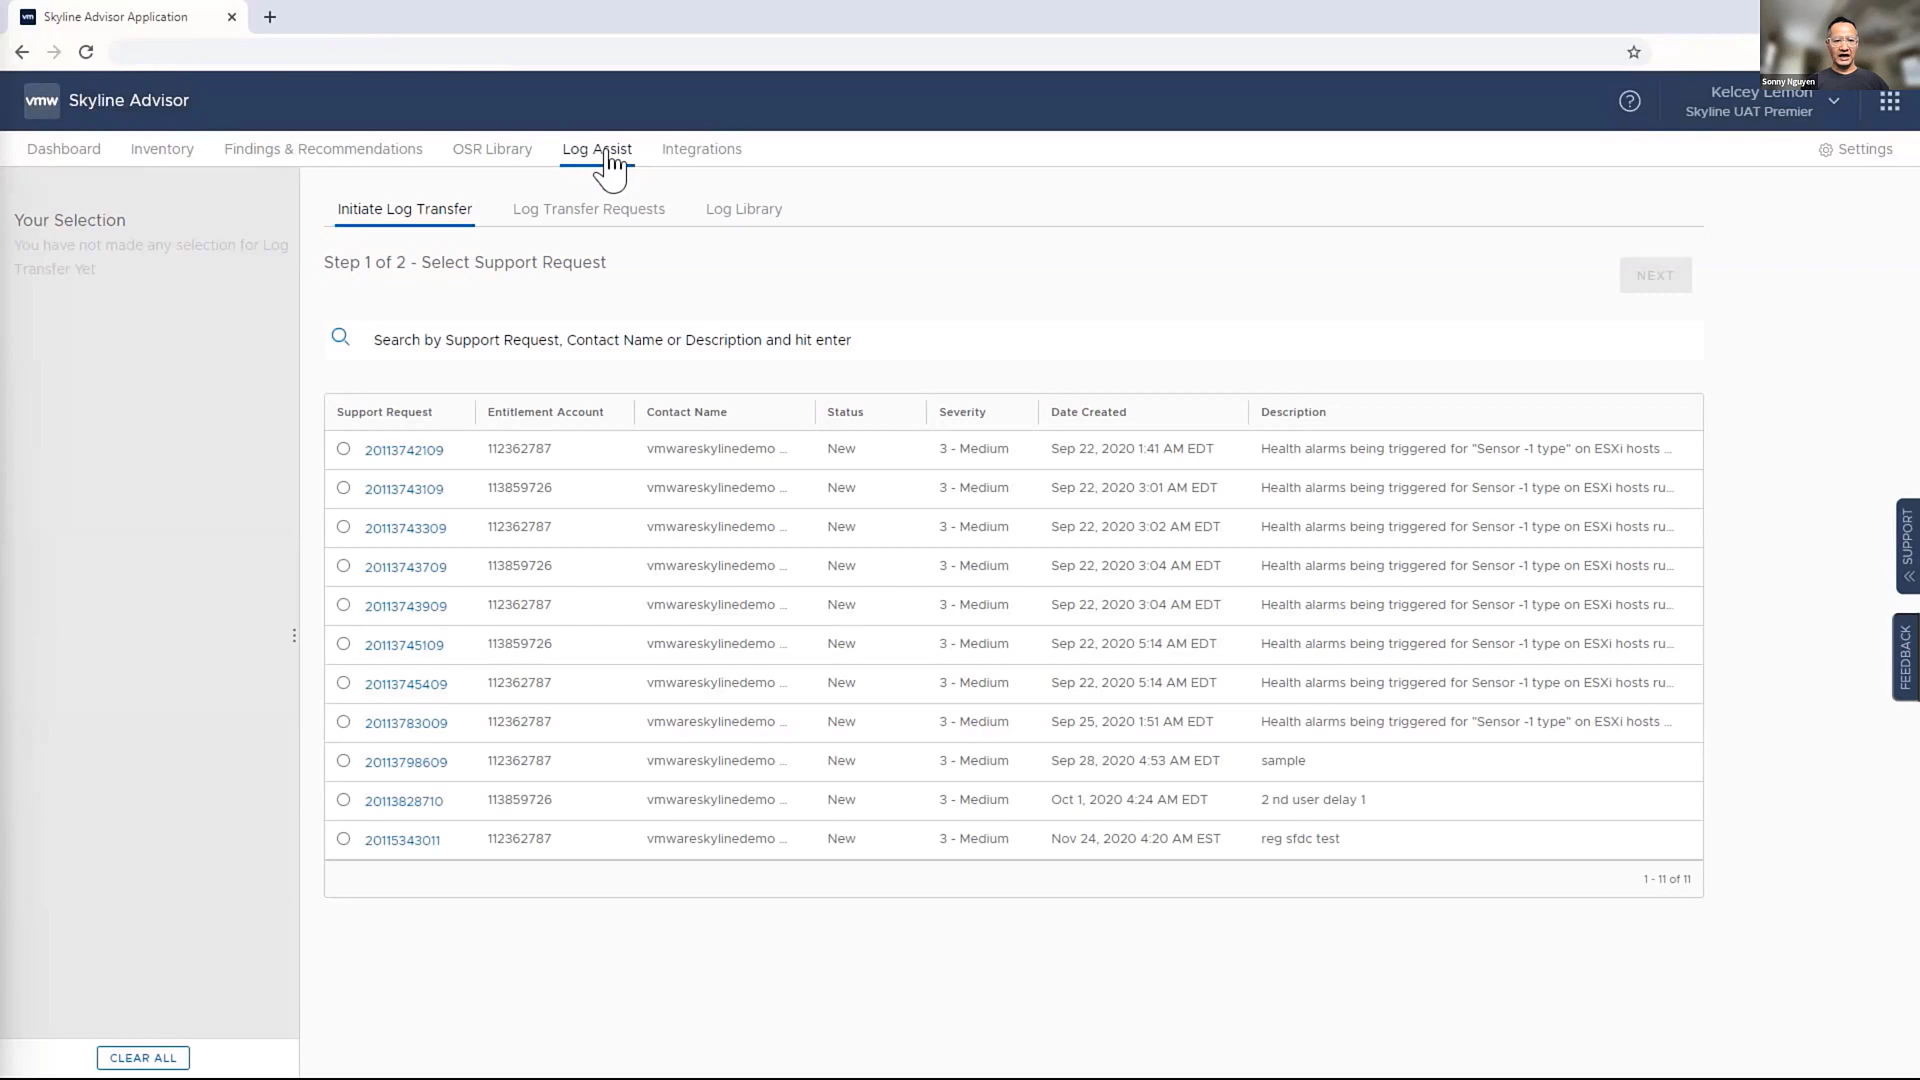 vm Skyline Advisor Application
vmw Skyline Advisor
Sonny Nguyen
Kelcey Lemon
Skyline UAT Premier
Dashboard Inventory Findings & Recommendations OSR Library Log Assist Integrations Settings
Initiate Log Transfer Log Transfer Requests Log Library
Your Selection
You have not made any selection for Log
Transfer Yet
Step 1 of 2 - Select Support Request
NEXT
Search by Support Request, Contact Name or Description and hit enter
Support Request Entitlement Account Contact Name Status Severity Date Created Description
20113742109 112362787 vmwareskylinedemo ... New 3 - Medium Sep 22, 2020 1:41 AM EDT Health alarms being triggered for "Sensor -1 type" on ESXi hosts ...
20113743109 113859726 vmwareskylinedemo ... New 3 - Medium Sep 22, 2020 3:01 AM EDT Health alarms being triggered for Sensor -1 type on ESXi hosts ru...
20113743309 112362787 vmwareskylinedemo ... New 3 - Medium Sep 22, 2020 3:02 AM EDT Health alarms being triggered for Sensor -1 type on ESXi hosts ru...
20113743709 113859726 vmwareskylinedemo ... New 3 - Medium Sep 22, 2020 3:04 AM EDT Health alarms being triggered for Sensor -1 type on ESXi hosts ru...
20113743909 112362787 vmwareskylinedemo ... New 3 - Medium Sep 22, 2020 3:04 AM EDT Health alarms being triggered for Sensor -1 type on ESXi hosts ru...
20113745109 113859726 vmwareskylinedemo ... New 3 - Medium Sep 22, 2020 5:14 AM EDT Health alarms being triggered for Sensor -1 type on ESXi hosts ru...
20113745409 112362787 vmwareskylinedemo ... New 3 - Medium Sep 22, 2020 5:14 AM EDT Health alarms being triggered for Sensor -1 type on ESXi hosts ru...
20113783009 112362787 vmwareskylinedemo ... New 3 - Medium Sep 25, 2020 1:51 AM EDT Health alarms being triggered for "Sensor -1 type" on ESXi hosts ...
20113798609 112362787 vmwareskylinedemo ... New 3 - Medium Sep 28, 2020 4:53 AM EDT sample
20113828710 113859726 vmwareskylinedemo ... New 3 - Medium Oct 1, 2020 4:24 AM EDT 2 nd user delay 1
20115343011 112362787 vmwareskylinedemo ... New 3 - Medium Nov 24, 2020 4:20 AM EST reg sfdc test
1 - 11 of 11
SUPPORT
FEEDBACK
CLEAR ALL